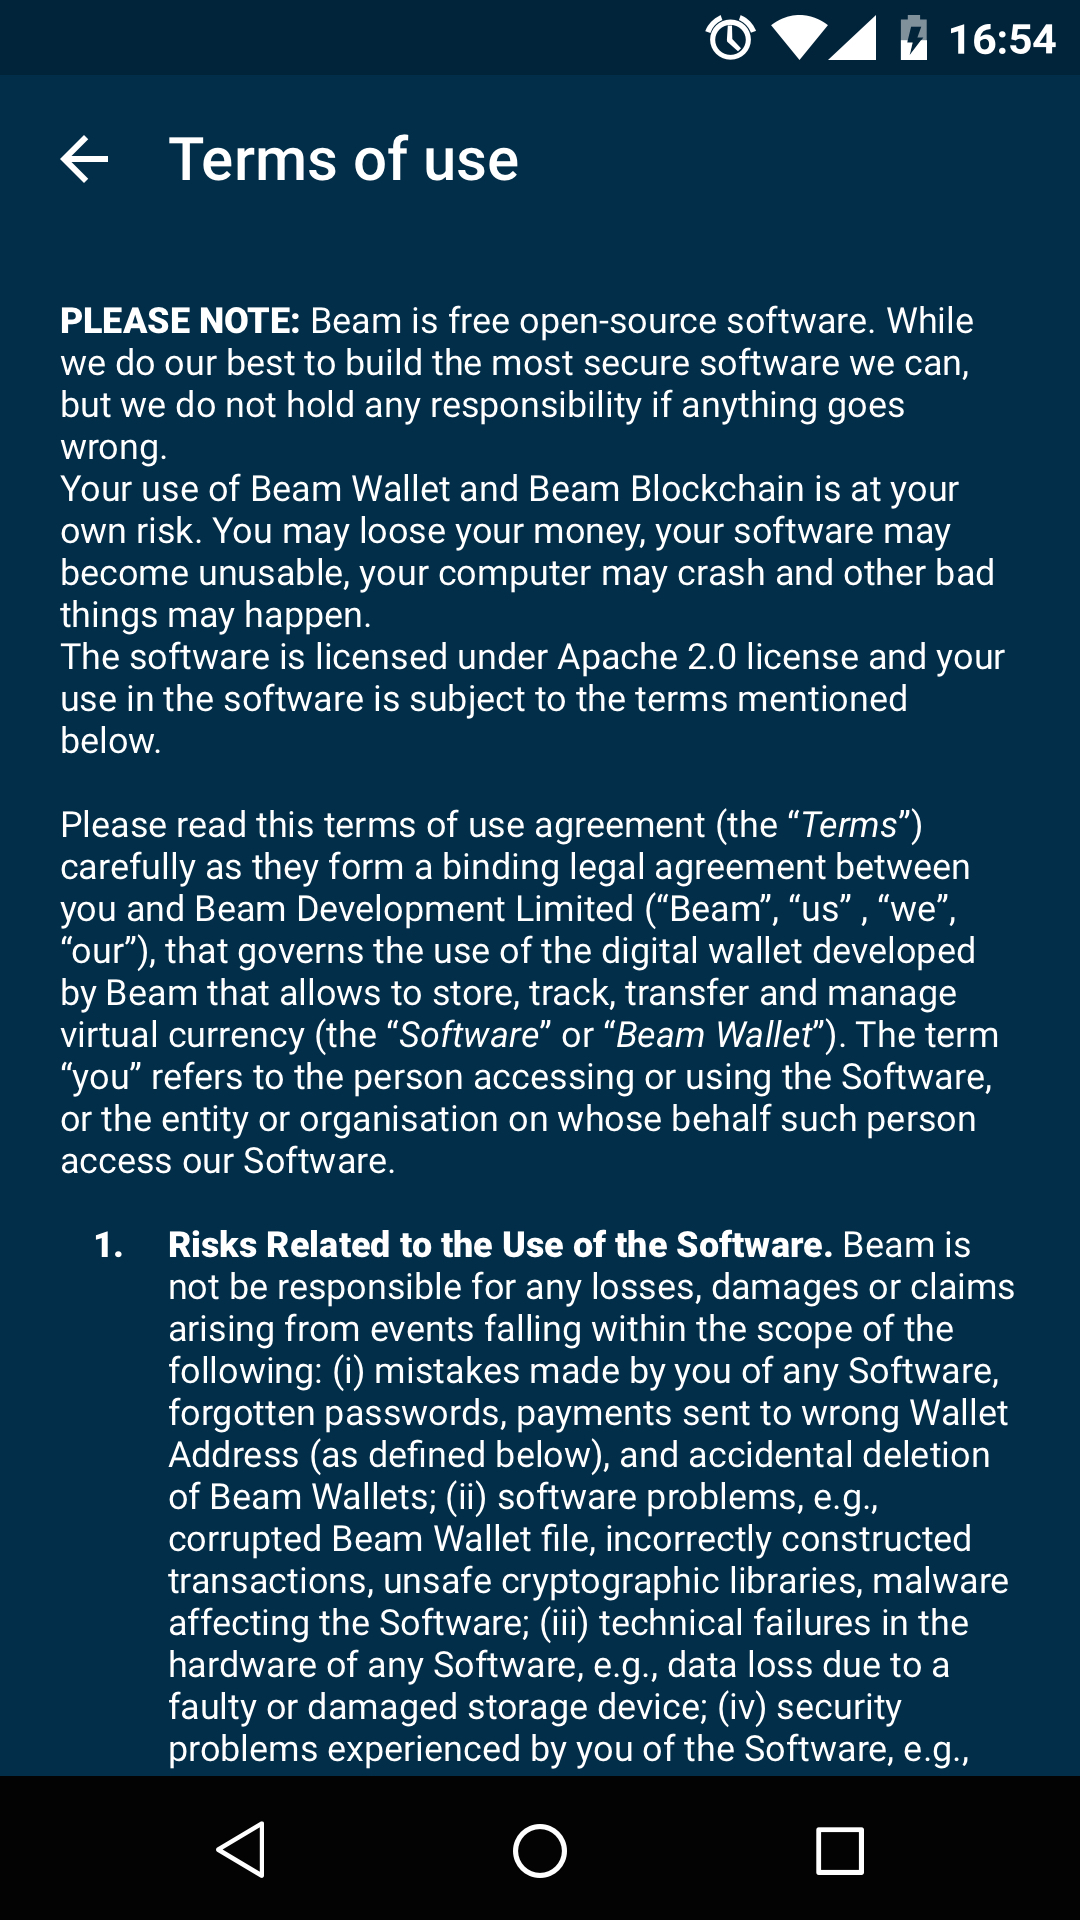 16:54
Terms of use
PLEASE NOTE: Beam is free open-source software. While
we do our best to build the most secure software we can,
but we do not hold any responsibility if anything goes
wrong.
Your use of Beam Wallet and Beam Blockchain is at your
own risk. You may loose your money, your software may
become unusable, your computer may crash and other bad
things may happen.
The software is licensed under Apache 2.0 license and your
use in the software is subject to the terms mentioned
below.
Please read this terms of use agreement (the “Terms”)
carefully as they form a binding legal agreement between
you and Beam Development Limited (“Beam”, “us” , “we”,
“our”), that governs the use of the digital wallet developed
by Beam that allows to store, track, transfer and manage
virtual currency (the “Software” or “Beam Wallet”). The term
“you” refers to the person accessing or using the Software,
or the entity or organisation on whose behalf such person
access our Software.
1. Risks Related to the Use of the Software. Beam is
not be responsible for any losses, damages or claims
arising from events falling within the scope of the
following: (i) mistakes made by you of any Software,
forgotten passwords, payments sent to wrong Wallet
Address (as defined below), and accidental deletion
of Beam Wallets; (ii) software problems, e.g.,
corrupted Beam Wallet file, incorrectly constructed
transactions, unsafe cryptographic libraries, malware
affecting the Software; (iii) technical failures in the
hardware of any Software, e.g., data loss due to a
faulty or damaged storage device; (iv) security
problems experienced by you of the Software, e.g.,